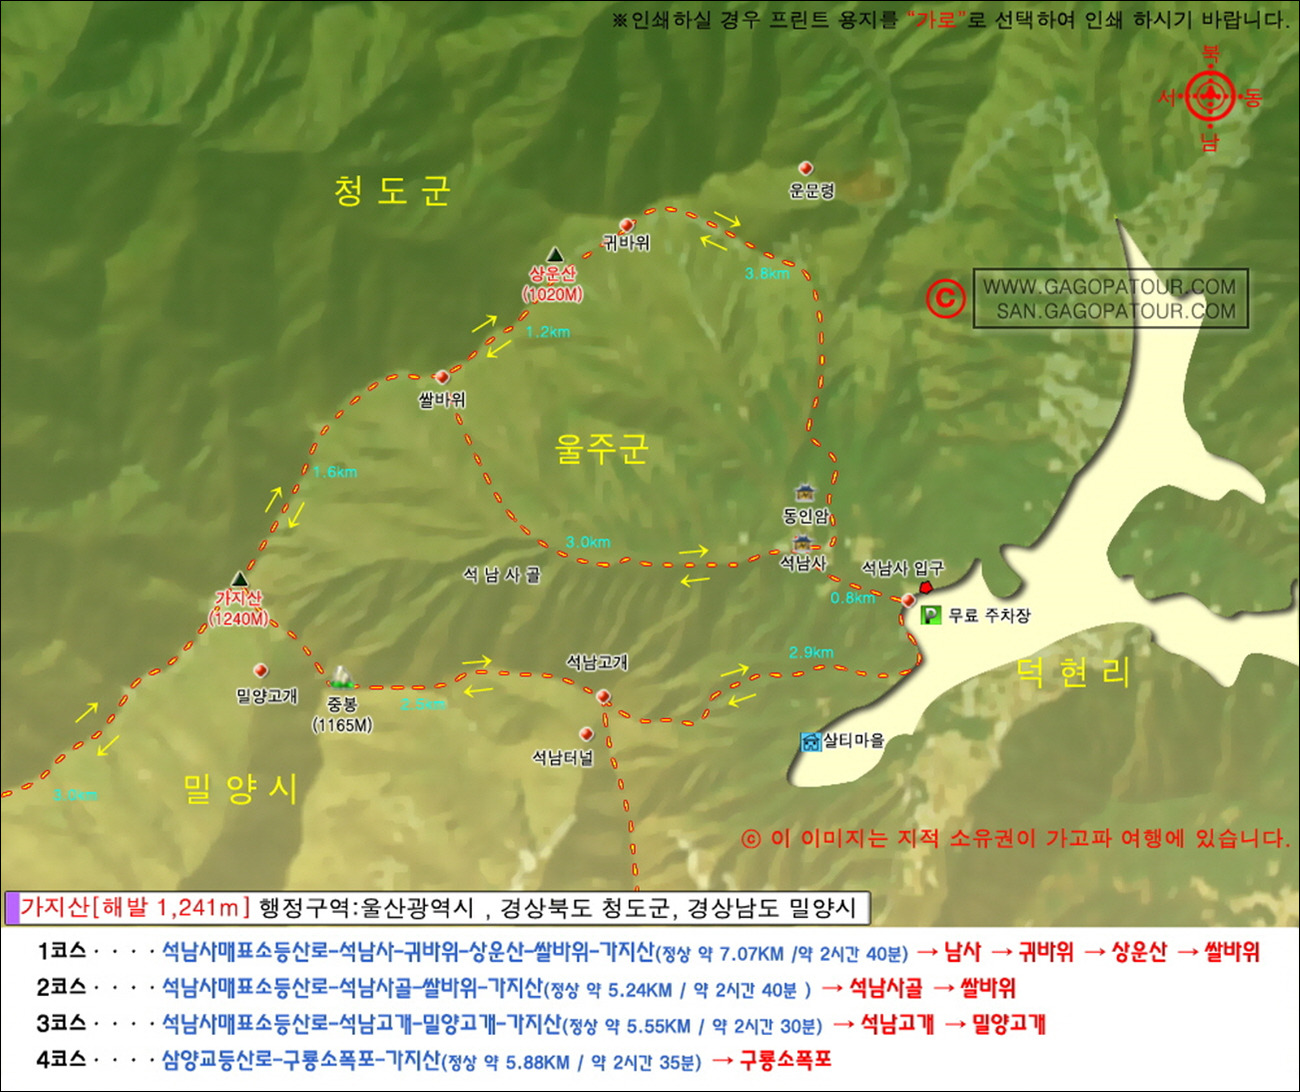 ※인쇄하실 경우 프린트 용지를 "가로"로 선택하여 인쇄 하시기 바랍니다.
북
서 동
남
청 도 군
운문령
귀바위
상운산
(1020M)
3.8km
WWW.GAGOPATOUR.COM
SAN.GAGOPATOUR.COM
ⓒ
1.2km
쌀바위
울주군
1.6km
동인암
3.0km
석남사
석 남 사 골
석남사 입구
0.8km
무료 주차장
가지산
(1240M)
밀양고개
중봉
(1165M)
석남고개
2.9km
덕 현 리
석남터널
살티마을
밀 양 시
3.0km
ⓒ 이 이미지는 지적 소유권이 가고파 여행에 있습니다.
가지산[해발 1,241m] 행정구역:울산광역시 , 경상북도 청도군, 경상남도 밀양시
1코스 · · · · 석남사매표소등산로-석남사-귀바위-상운산-쌀바위-가지산(정상 약 7.07KM /약 2시간 40분) → 남사 → 귀바위 → 상운산 → 쌀바위
2코스 · · · · 석남사매표소등산로-석남사골-쌀바위-가지산(정상 약 5.24KM / 약 2시간 40분 ) → 석남사골 → 쌀바위
3코스 · · · · 석남사매표소등산로-석남고개-밀양고개-가지산(정상 약 5.55KM / 약 2시간 30분) → 석남고개 → 밀양고개
4코스 · · · · 삼양교등산로-구룡소폭포-가지산(정상 약 5.88KM / 약 2시간 35분) → 구룡소폭포